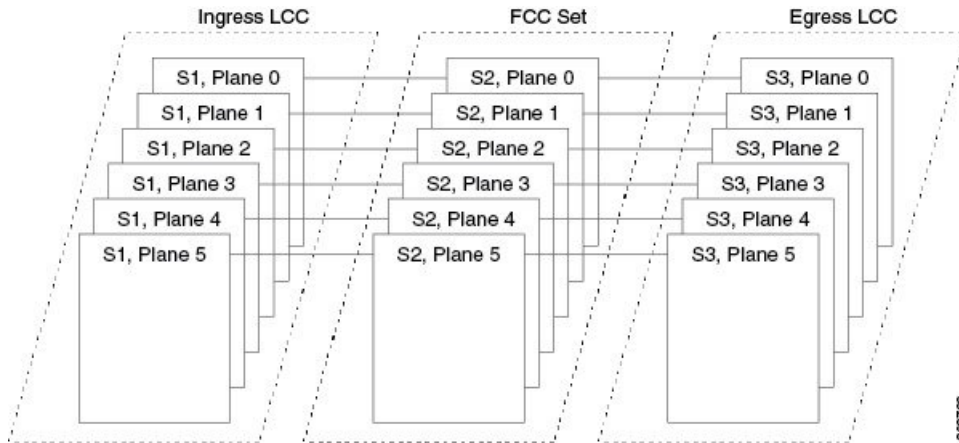 Ingress LCC FCC Set Egress LCC
S1, Plane 0 S2, Plane 0 S3, Plane 0
S1, Plane 1 S2, Plane 1 S3, Plane 1
S1, Plane 2 S2, Plane 2 S3, Plane 2
S1, Plane 3 S2, Plane 3 S3, Plane 3
S1, Plane 4 S2, Plane 4 S3, Plane 4
S1, Plane 5 S2, Plane 5 S3, Plane 5